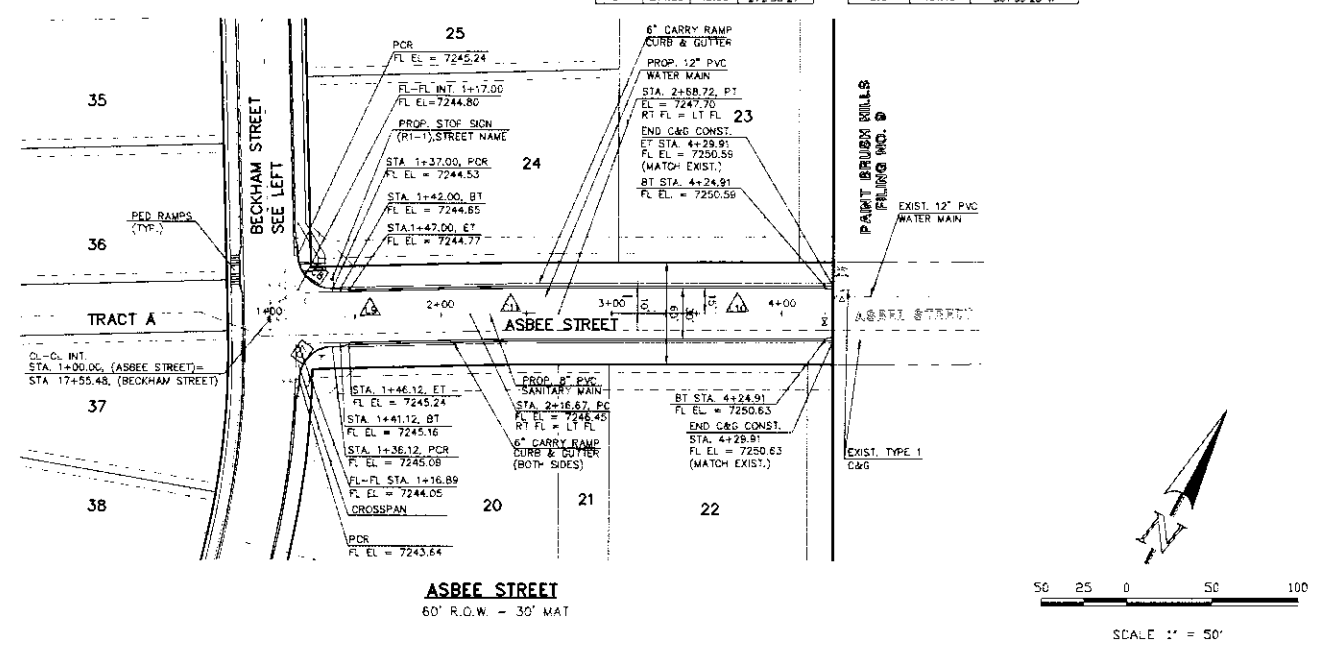 25
PCR
FL EL = 7245.24
FL-FL INT. 1+17.00
FL EL=7244.80
PROP. STOP SIGN
(R1-1),STREET NAME
STA. 1+37.00, PCR
FL EL = 7244.53
STA. 1+42.00, BT
FL EL = 7244.65
STA.1+47.00, ET
FL EL = 7244.77
24
6" CARRY RAMP
CURB & GUTTER
PROP. 12" PVC
WATER MAIN
STA. 2+68.72, PT
EL = 7247.70
RT FL = LT FL
23
END C&G CONST.
ET STA. 4+29.91
FL EL = 7250.59
(MATCH EXIST.)
BT STA. 4+24.91
FL EL. = 7250.59
PAINT BRUSH HILLS
FILING NO. 9
EXIST. 12" PVC
WATER MAIN
35
BECKHAM STREET
SEE LEFT
PED RAMPS
(TYP.)
36
TRACT A
1+00
2+00
3+00
4+00
ASBEE STREET
CL-CL INT.
STA. 1+00.00, (ASBEE STREET)=
STA 17+55.48, (BECKHAM STREET)
37
38
STA. 1+46.12, ET
FL EL = 7245.24
STA. 1+41.12, BT
FL EL = 7245.16
STA. 1+36.12, PCR
FL EL = 7245.09
FL-FL STA. 1+16.89
FL EL = 7244.05
CROSSPAN
PCR
FL EL = 7243.64
PROP. 8" PVC
SANITARY MAIN
STA. 2+16.67, PC
FL EL = 7246.45
RT FL = LT FL
6" CARRY RAMP
CURB & GUTTER
(BOTH SIDES)
20
21
22
BT STA. 4+24.91
FL EL. = 7250.63
END C&G CONST.
STA. 4+29.91
FL EL = 7250.63
(MATCH EXIST.)
EXIST. TYPE 1
C&G
N
ASBEE STREET
60' R.O.W. - 30' MAT
50 25 0 50 100
SCALE 1" = 50'